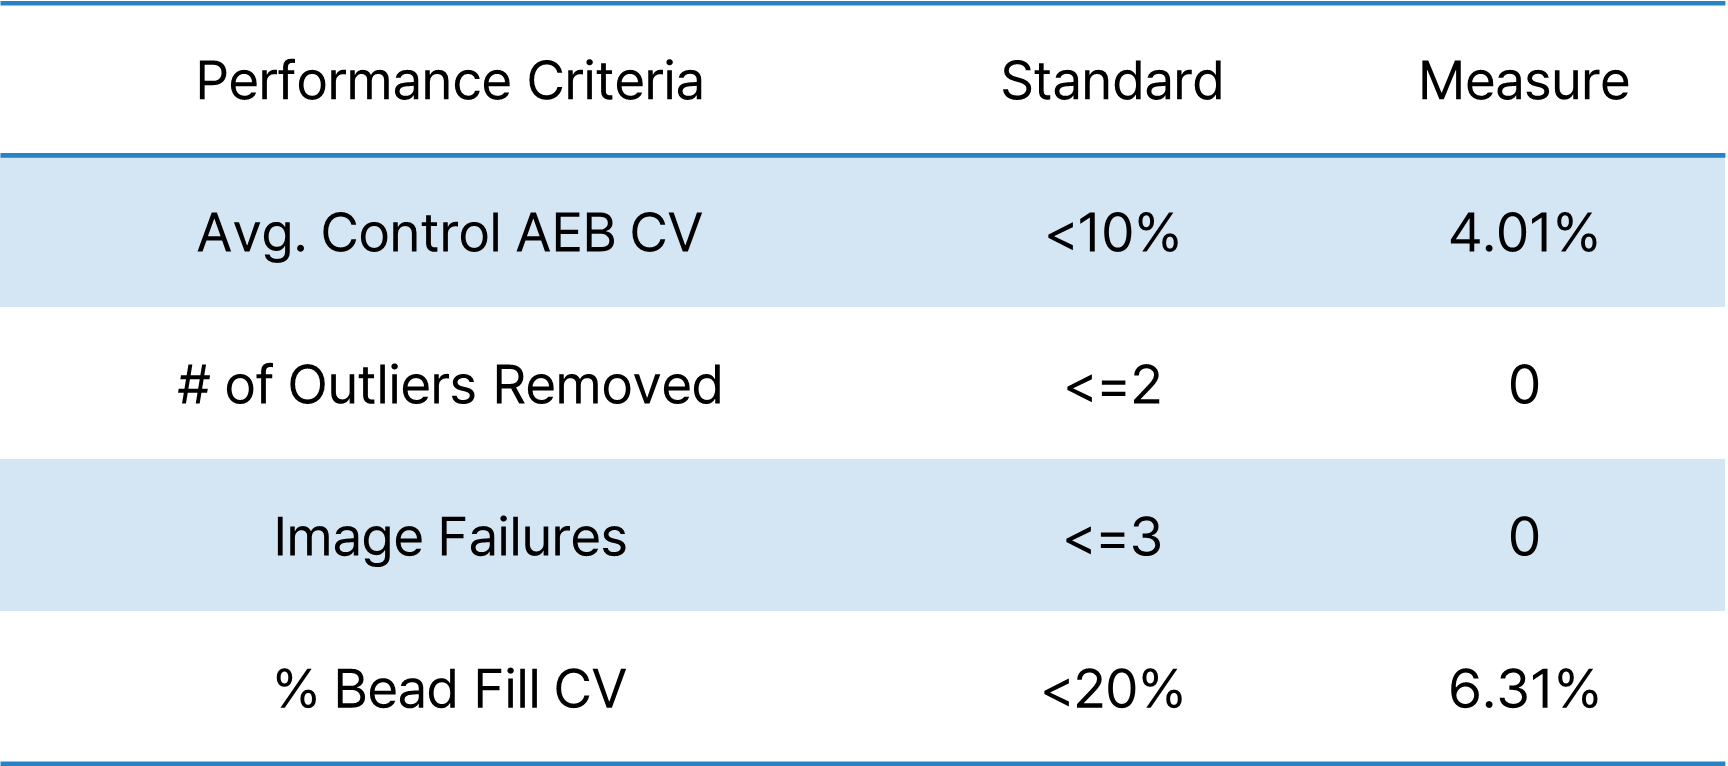 Performance Criteria Standard Measure
Avg. Control AEB CV <10% 4.01%
# of Outliers Removed <=2 0
Image Failures <=3 0
% Bead Fill CV <20% 6.31%